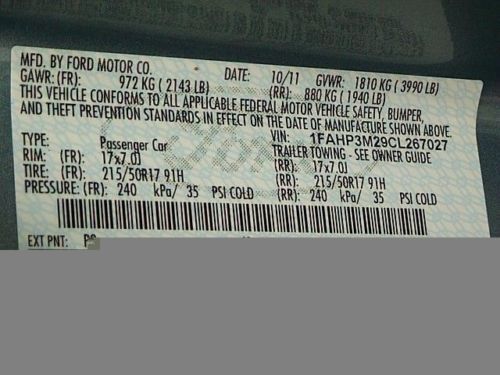 MFD. BY FORD MOTOR CO. DATE: 10/11 GVWR: 1810 KG ( 3990 LB)
GAWR: (FR): 972 KG ( 2143 LB) (RR): 880 KG ( 1940 LB)
THIS VEHICLE CONFORMS TO ALL APPLICABLE FEDERAL MOTOR VEHICLE SAFETY, BUMPER,
AND THEFT PREVENTION STANDARDS IN EFFECT ON THE DATE OF MANUFACTURE SHOWN ABOVE.
VIN: 1FAHP3M29CL267027
TYPE: Passenger Car TRAILER TOWING - SEE OWNER GUIDE
RIM: (FR): 17x7.0J (RR): 17x7.0J
TIRE: (FR): 215/50R17 91H (RR): 215/50R17 91H
PRESSURE: (FR): 240 kPa/ 35 PSI COLD (RR): 240 kPa/ 35 PSI COLD
EXT PNT: